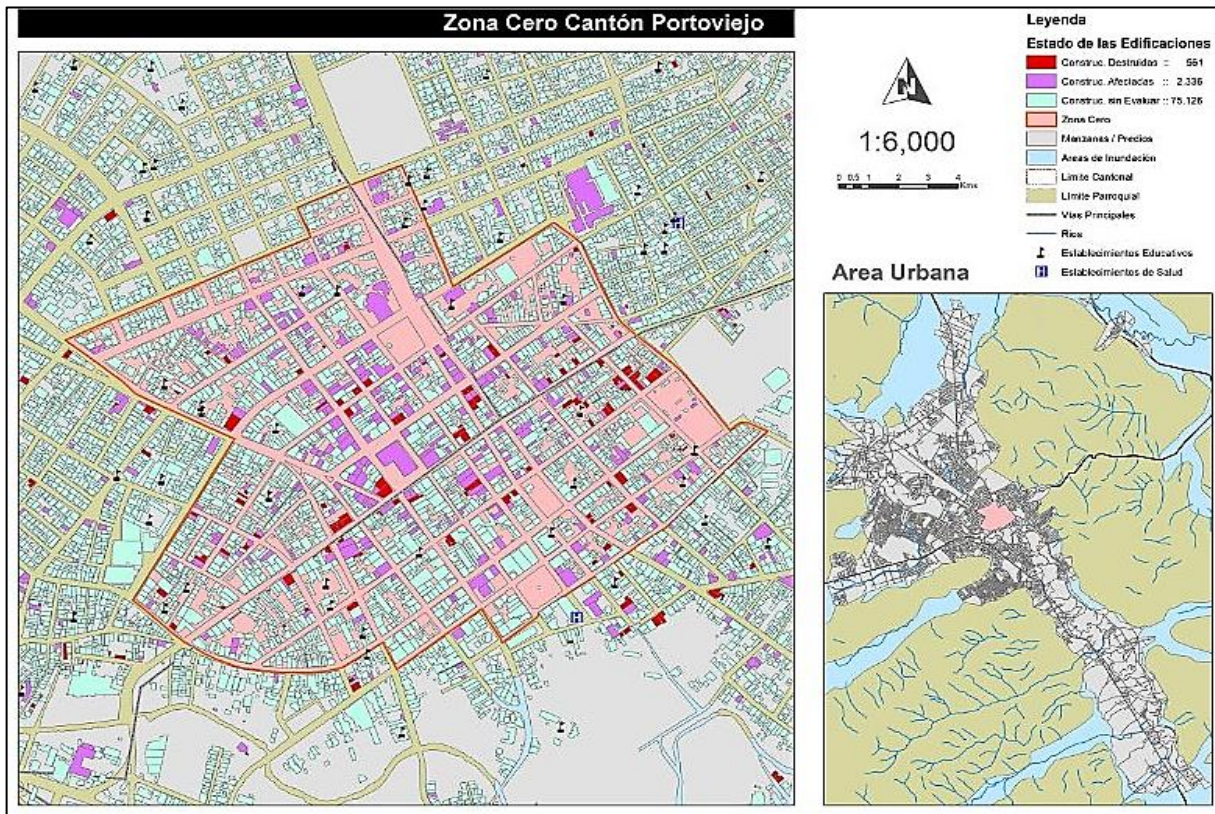 Zona Cero Cantón Portoviejo
N
1:6,000
0 0.5 1 2 3 4
Kms
Leyenda
Estado de las Edificaciones
Construc. Destruidas :: 561
Construc. Afectadas :: 2.336
Construc. sin Evaluar :: 75.126
Zona Cero
Manzanas / Predios
Areas de Inundación
Limite Cantonal
Limite Parroquial
Vias Principales
Rios
Establecimientos Educativos
H Establecimientos de Salud
Area Urbana
H
H